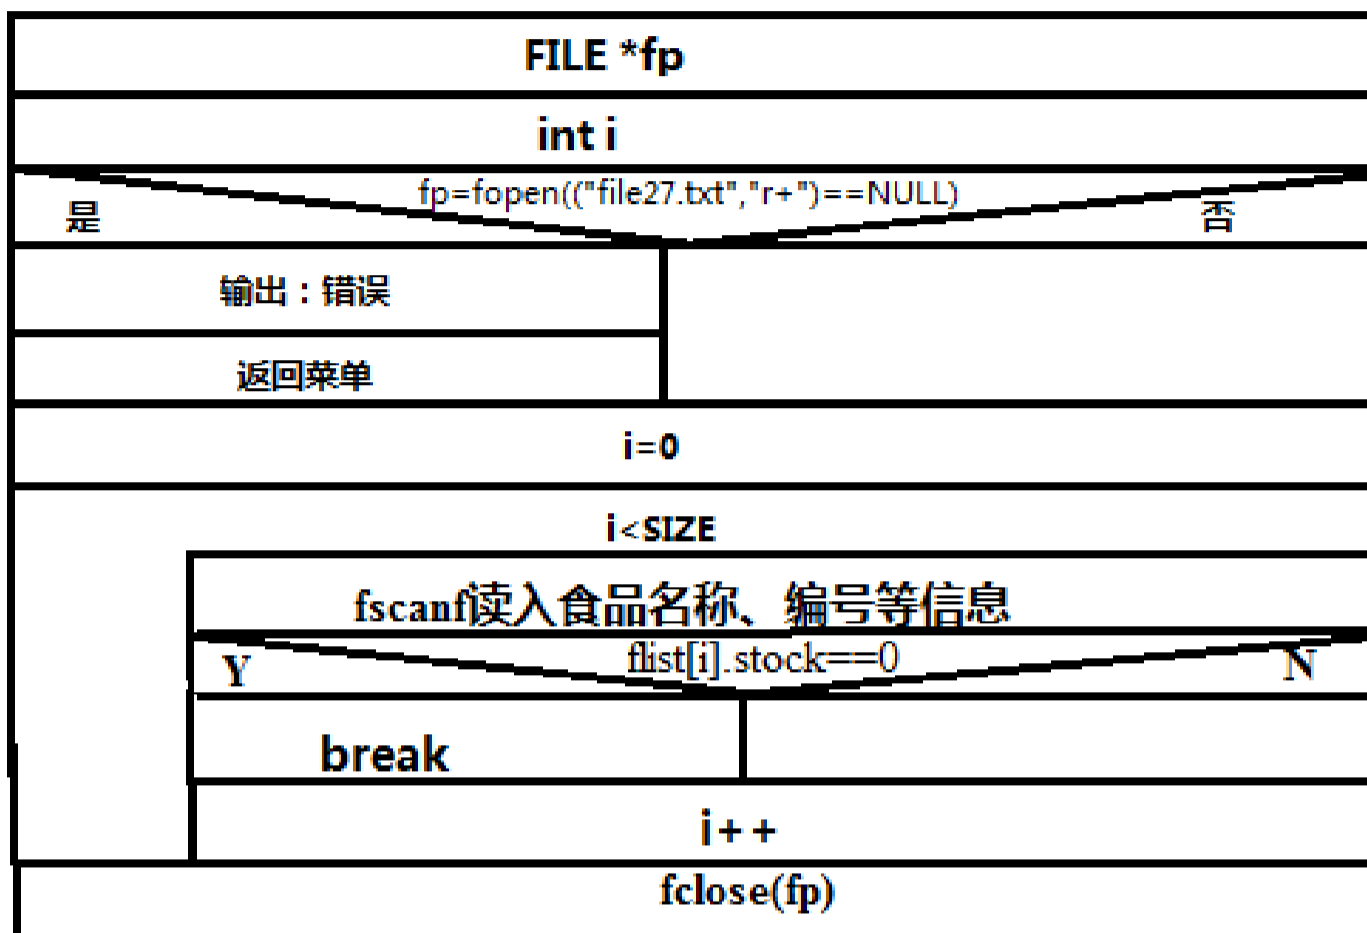 FILE *fp
int i
fp=fopen(("file27.txt","r+")==NULL)
是
否
输出：错误
返回菜单
i=0
i<SIZE
fscanf读入食品名称、编号等信息
flist[i].stock==0
Y
N
break
i++
fclose(fp)